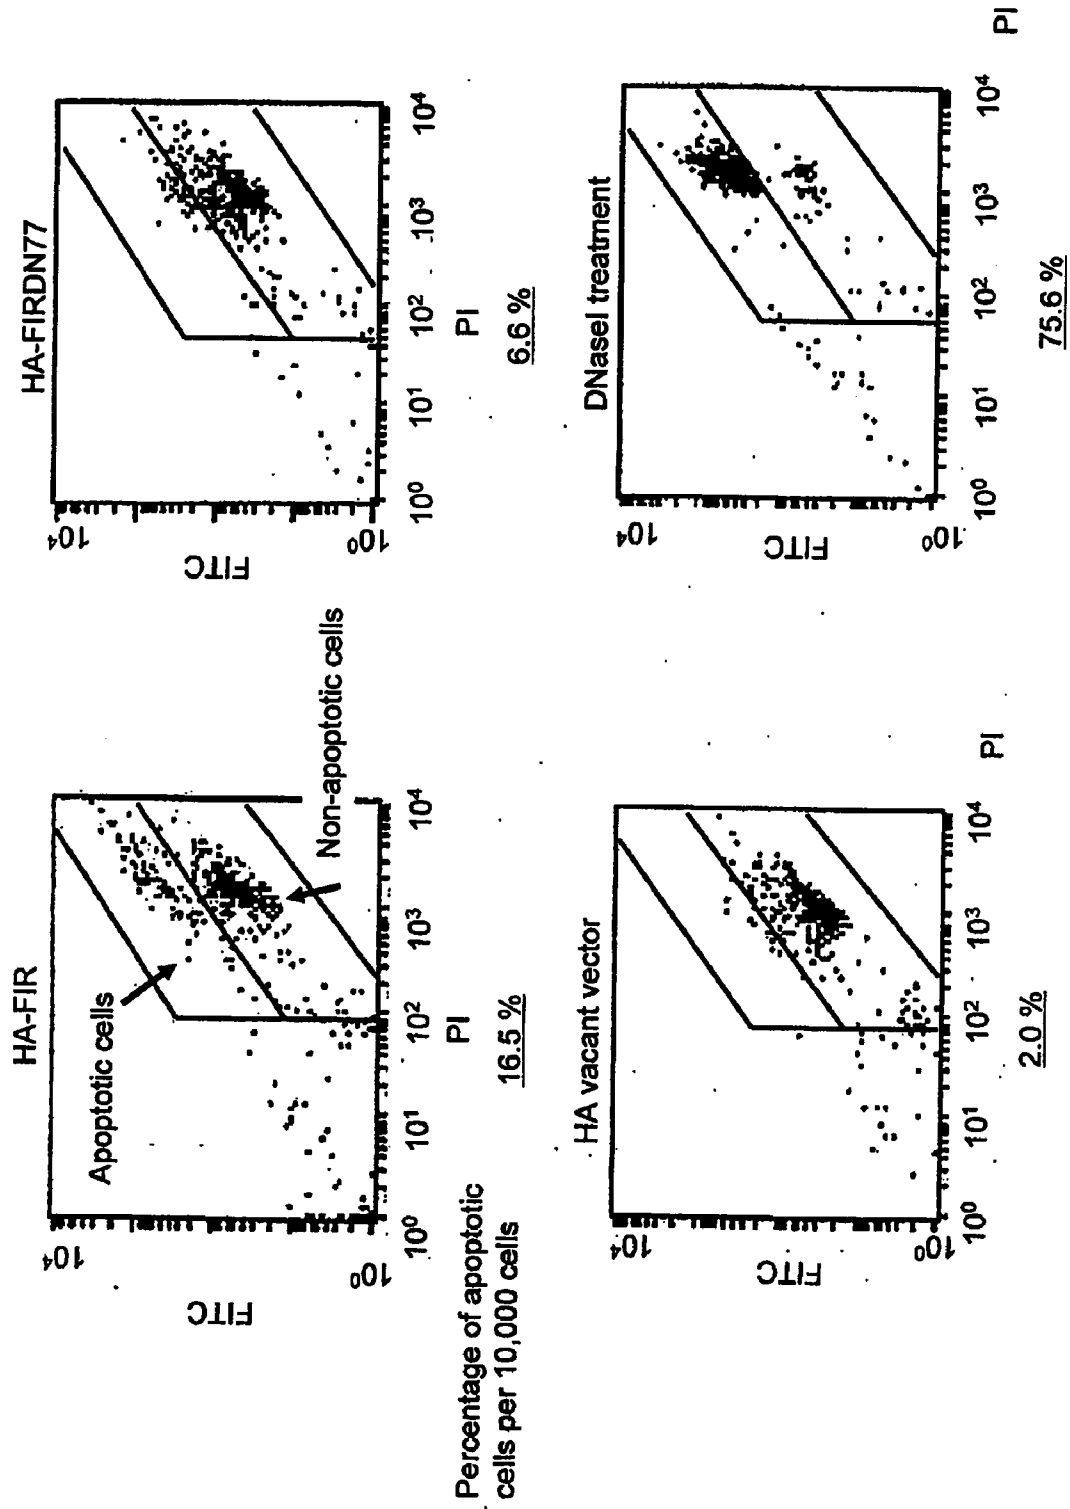 HA-FIR
Apoptotic cells
Non-apoptotic cells
FITC
10⁴
10⁰
10⁰ 10¹ 10² 10³ 10⁴
PI
16.5 %
Percentage of apoptotic
cells per 10,000 cells
HA-FIRDN77
FITC
10⁴
10⁰
10⁰ 10¹ 10² 10³ 10⁴
PI
6.6 %
HA vacant vector
FITC
10⁴
10⁰
10⁰ 10¹ 10² 10³ 10⁴
PI
2.0 %
DNaseI treatment
FITC
10⁴
10⁰
10⁰ 10¹ 10² 10³ 10⁴
PI
75.6 %